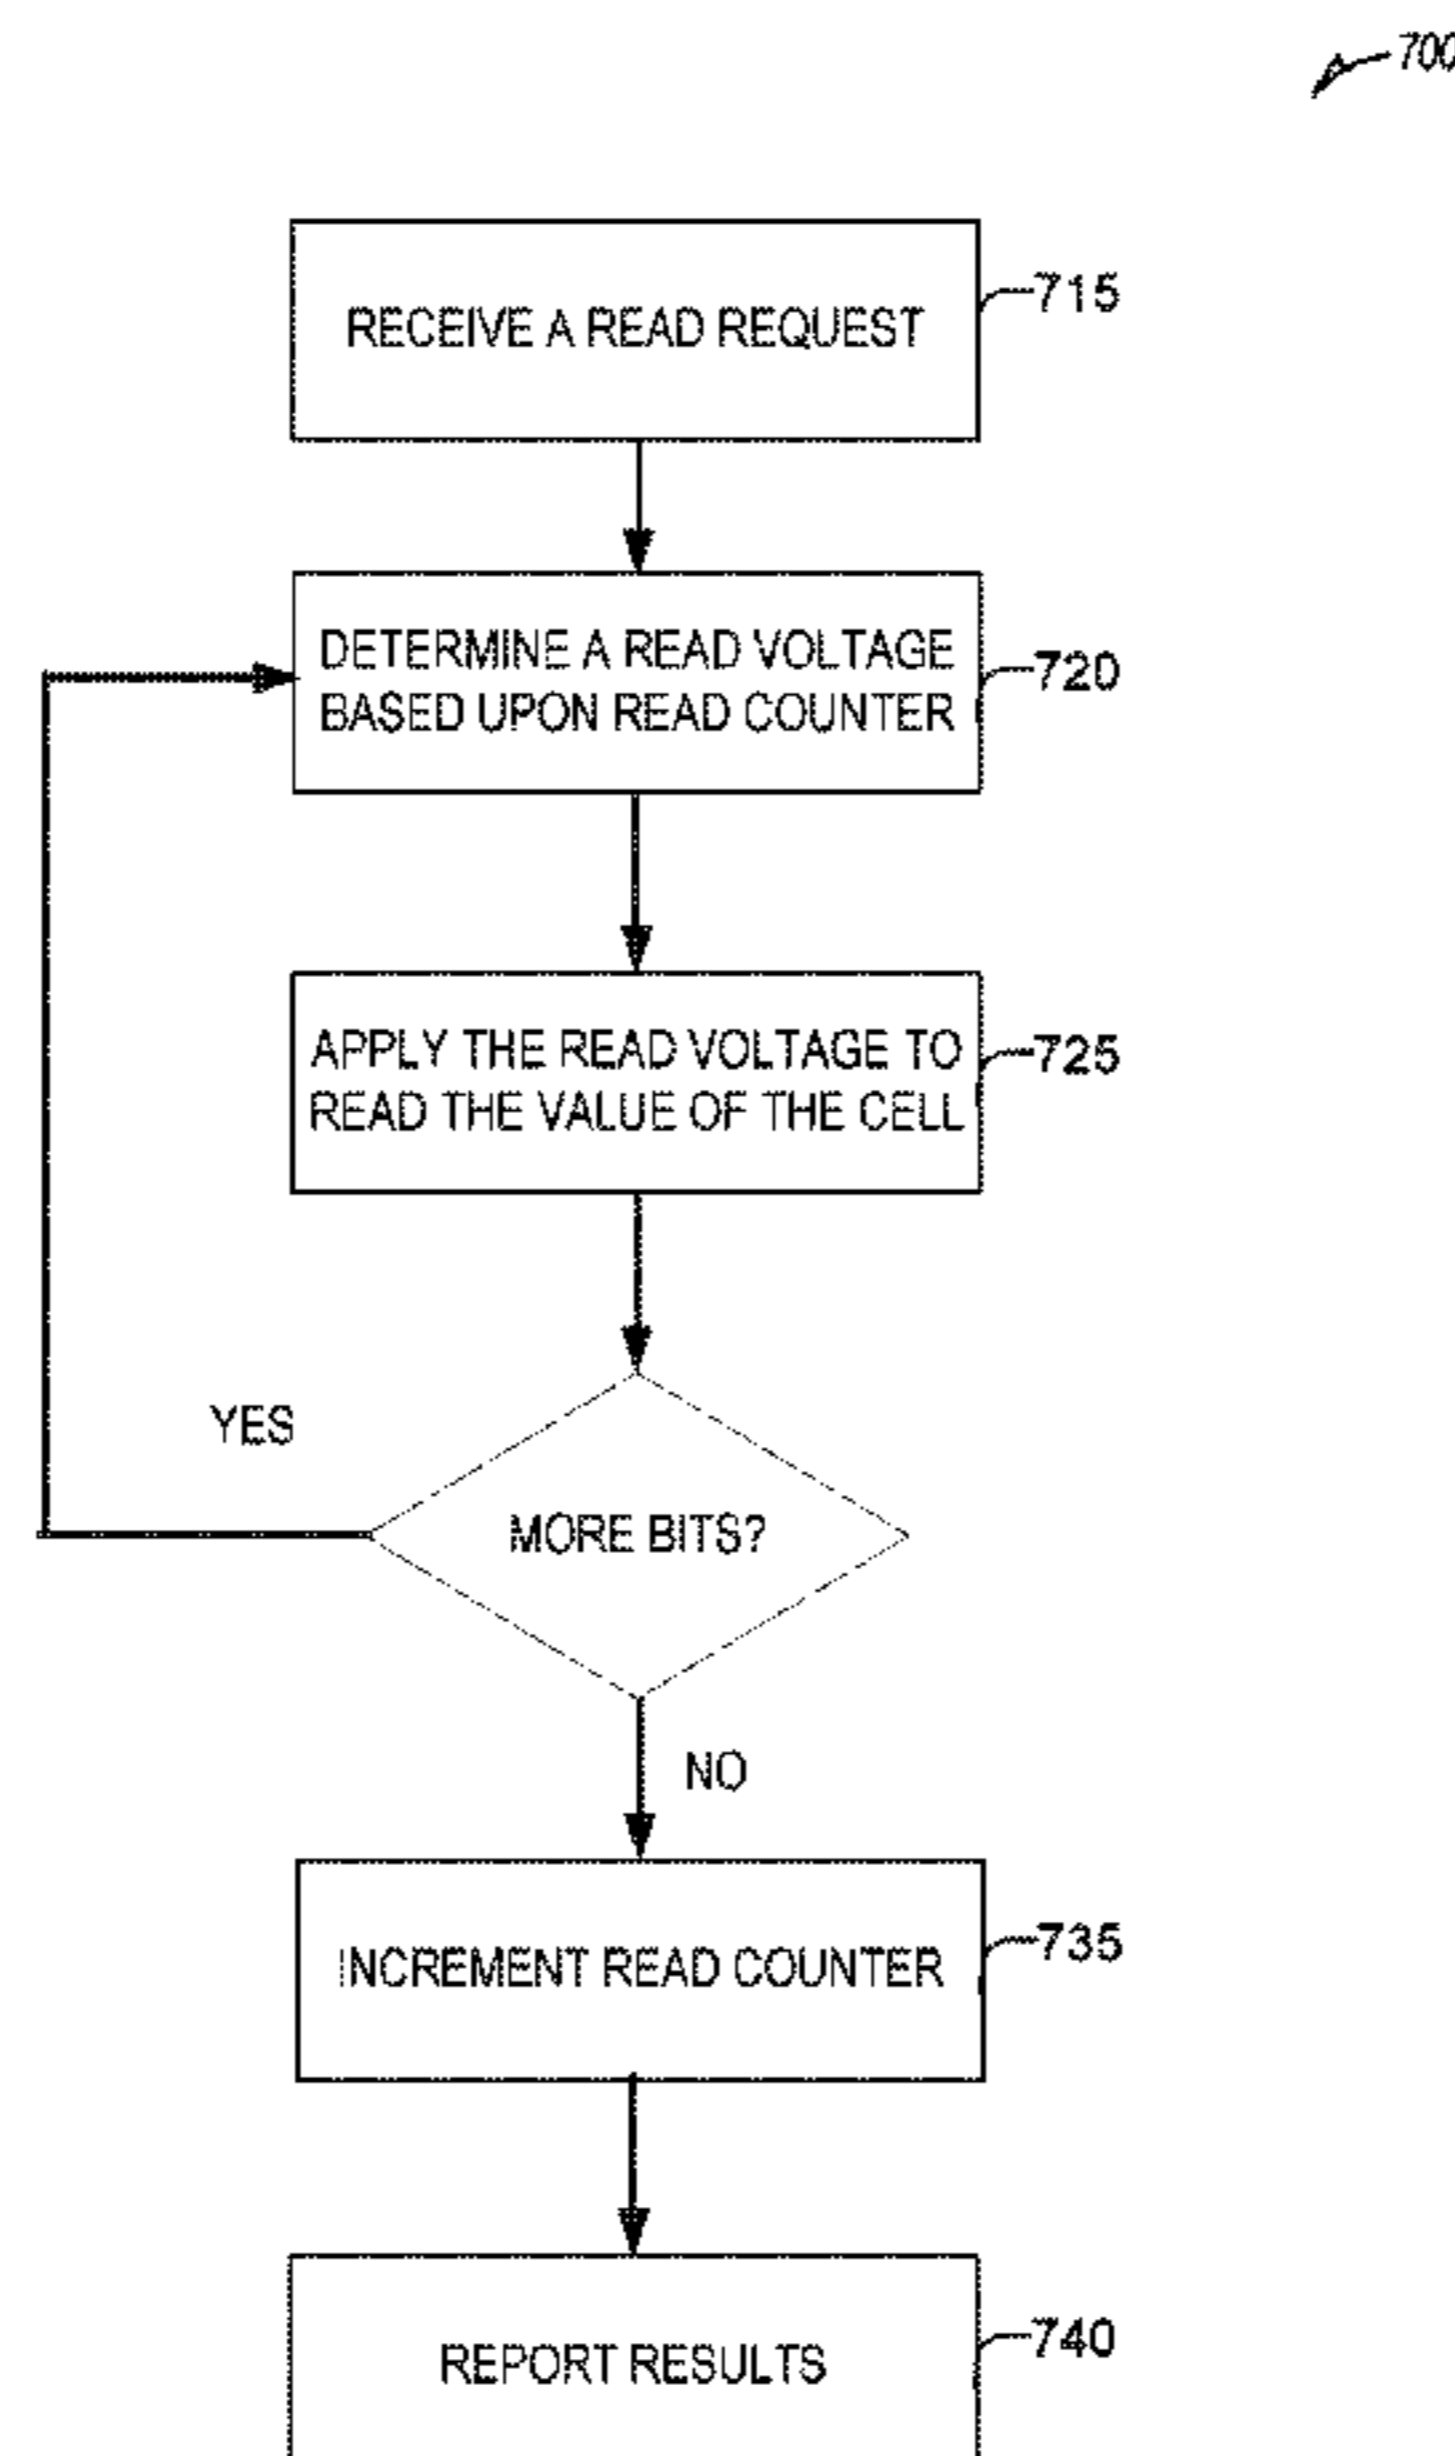 700
RECEIVE A READ REQUEST
715
DETERMINE A READ VOLTAGE
BASED UPON READ COUNTER
720
APPLY THE READ VOLTAGE TO
READ THE VALUE OF THE CELL
725
YES
MORE BITS?
NO
INCREMENT READ COUNTER
735
REPORT RESULTS
740